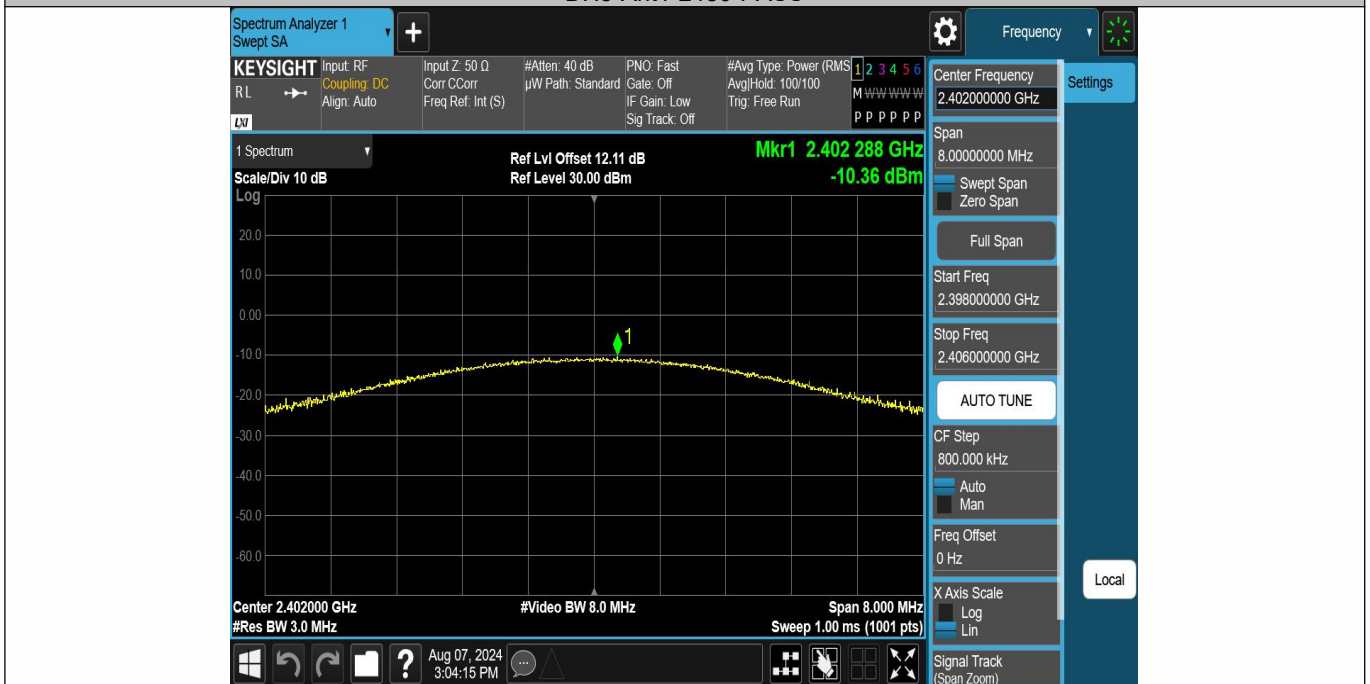 Spectrum Analyzer 1
Swept SA
+
Frequency
KEYSIGHT
RL
LXI
Input: RF
Coupling: DC
Align: Auto
Input Z: 50 Ω
Corr CCorr
Freq Ref: Int (S)
#Atten: 40 dB
µW Path: Standard
PNO: Fast
Gate: Off
IF Gain: Low
Sig Track: Off
#Avg Type: Power (RMS
Avg|Hold: 100/100
Trig: Free Run
1 2 3 4 5 6
M W W W W W
P P P P P P
1 Spectrum
Scale/Div 10 dB
Log
Ref Lvl Offset 12.11 dB
Ref Level 30.00 dBm
Mkr1 2.402 288 GHz
-10.36 dBm
20.0
10.0
0.00
-10.0
-20.0
-30.0
-40.0
-50.0
-60.0
1
Center 2.402000 GHz
#Res BW 3.0 MHz
#Video BW 8.0 MHz
Span 8.000 MHz
Sweep 1.00 ms (1001 pts)
Center Frequency
2.402000000 GHz
Settings
Span
8.00000000 MHz
Swept Span
Zero Span
Full Span
Start Freq
2.398000000 GHz
Stop Freq
2.406000000 GHz
AUTO TUNE
CF Step
800.000 kHz
Auto
Man
Freq Offset
0 Hz
X Axis Scale
Log
Lin
Local
Signal Track
(Span Zoom)
?
Aug 07, 2024
3:04:15 PM